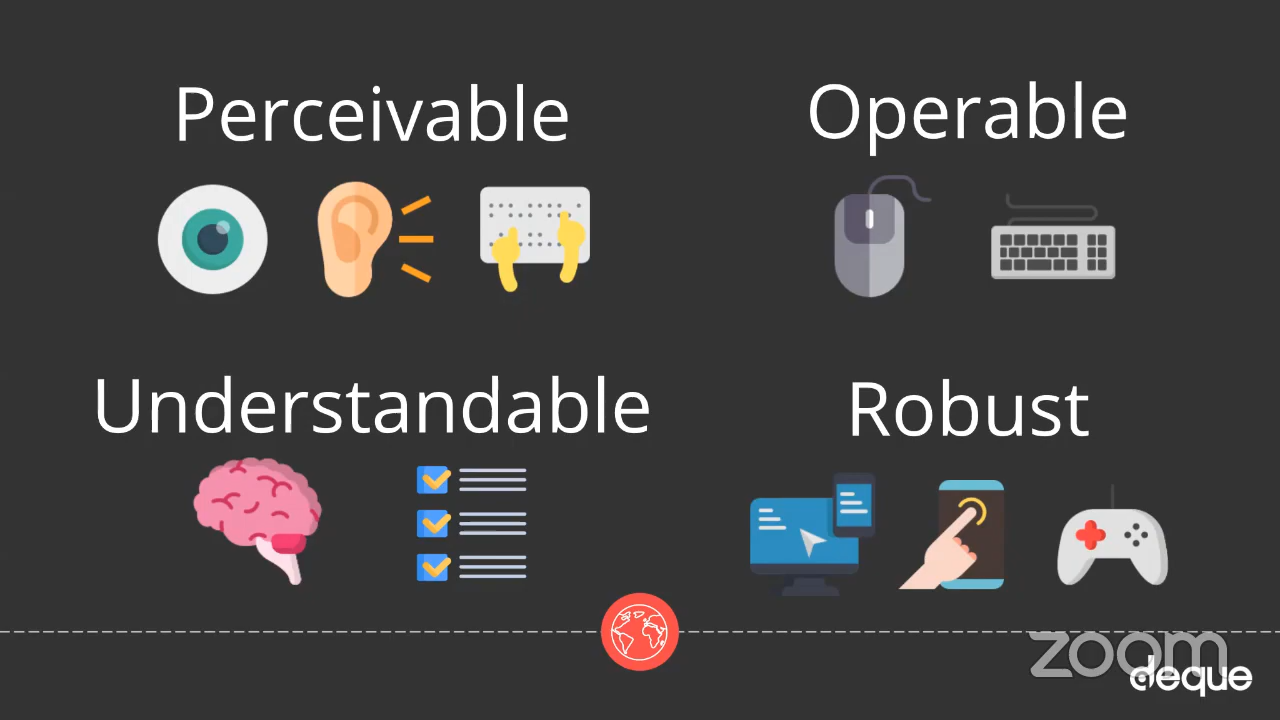 Perceivable
Operable
Understandable
Robust
zoom
deque